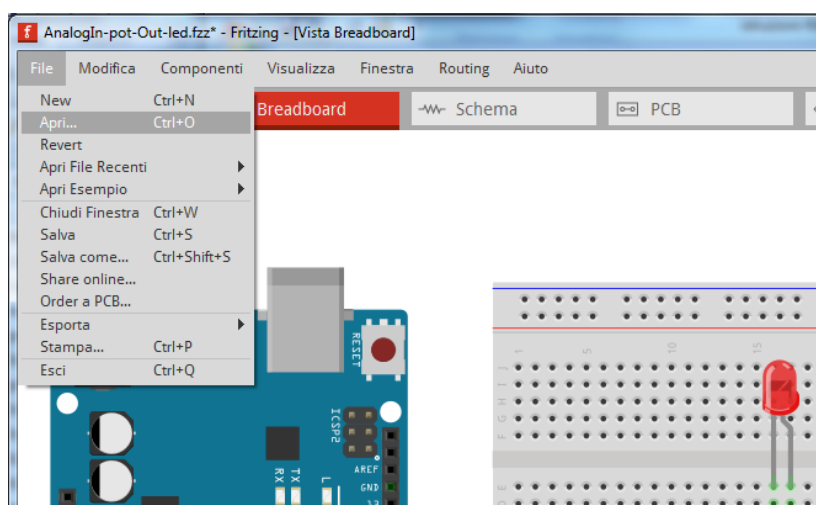 AnalogIn-pot-Out-led.fzz* - Fritzing - [Vista Breadboard]
File Modifica Componenti Visualizza Finestra Routing Aiuto
Breadboard Schema PCB
New Ctrl+N
Apri... Ctrl+O
Revert
Apri File Recenti
Apri Esempio
Chiudi Finestra Ctrl+W
Salva Ctrl+S
Salva come... Ctrl+Shift+S
Share online...
Order a PCB...
Esporta
Stampa... Ctrl+P
Esci Ctrl+Q
RESET
ICSP2
AREF
GND
13
RX
TX
L
1 5 10 15
J
I
H
G
F
E